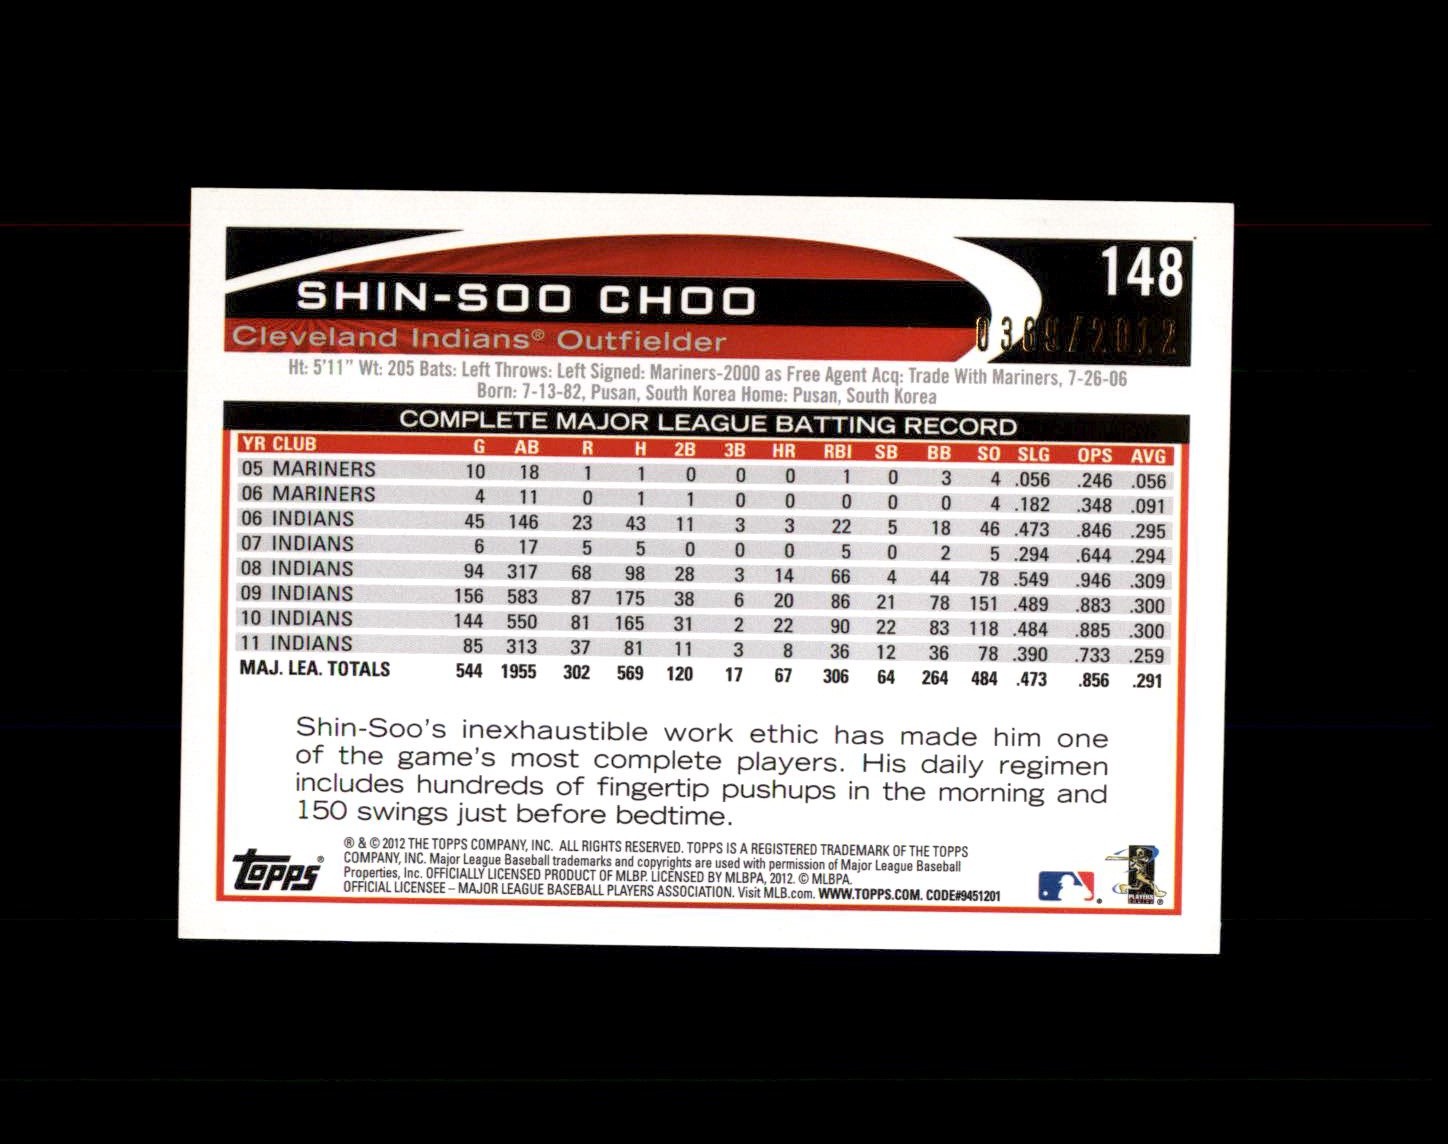 148
SHIN-SOO CHOO
0369/2012
Cleveland Indians® Outfielder
Ht: 5'11" Wt: 205 Bats: Left Throws: Left Signed: Mariners-2000 as Free Agent Acq: Trade With Mariners, 7-26-06
Born: 7-13-82, Pusan, South Korea Home: Pusan, South Korea
COMPLETE MAJOR LEAGUE BATTING RECORD
YR CLUB G AB R H 2B 3B HR RBI SB BB SO SLG OPS AVG
05 MARINERS 10 18 1 1 0 0 0 1 0 3 4 .056 .246 .056
06 MARINERS 4 11 0 1 1 0 0 0 0 0 4 .182 .348 .091
06 INDIANS 45 146 23 43 11 3 3 22 5 18 46 .473 .846 .295
07 INDIANS 6 17 5 5 0 0 0 5 0 2 5 .294 .644 .294
08 INDIANS 94 317 68 98 28 3 14 66 4 44 78 .549 .946 .309
09 INDIANS 156 583 87 175 38 6 20 86 21 78 151 .489 .883 .300
10 INDIANS 144 550 81 165 31 2 22 90 22 83 118 .484 .885 .300
11 INDIANS 85 313 37 81 11 3 8 36 12 36 78 .390 .733 .259
MAJ. LEA. TOTALS 544 1955 302 569 120 17 67 306 64 264 484 .473 .856 .291
Shin-Soo's inexhaustible work ethic has made him one
of the game's most complete players. His daily regimen
includes hundreds of fingertip pushups in the morning and
150 swings just before bedtime.
Topps®
® & © 2012 THE TOPPS COMPANY, INC. ALL RIGHTS RESERVED. TOPPS IS A REGISTERED TRADEMARK OF THE TOPPS
COMPANY, INC. Major League Baseball trademarks and copyrights are used with permission of Major League Baseball
Properties, Inc. OFFICIALLY LICENSED PRODUCT OF MLBP. LICENSED BY MLBPA, 2012. © MLBPA.
OFFICIAL LICENSEE – MAJOR LEAGUE BASEBALL PLAYERS ASSOCIATION. Visit MLB.com. WWW.TOPPS.COM. CODE#9451201